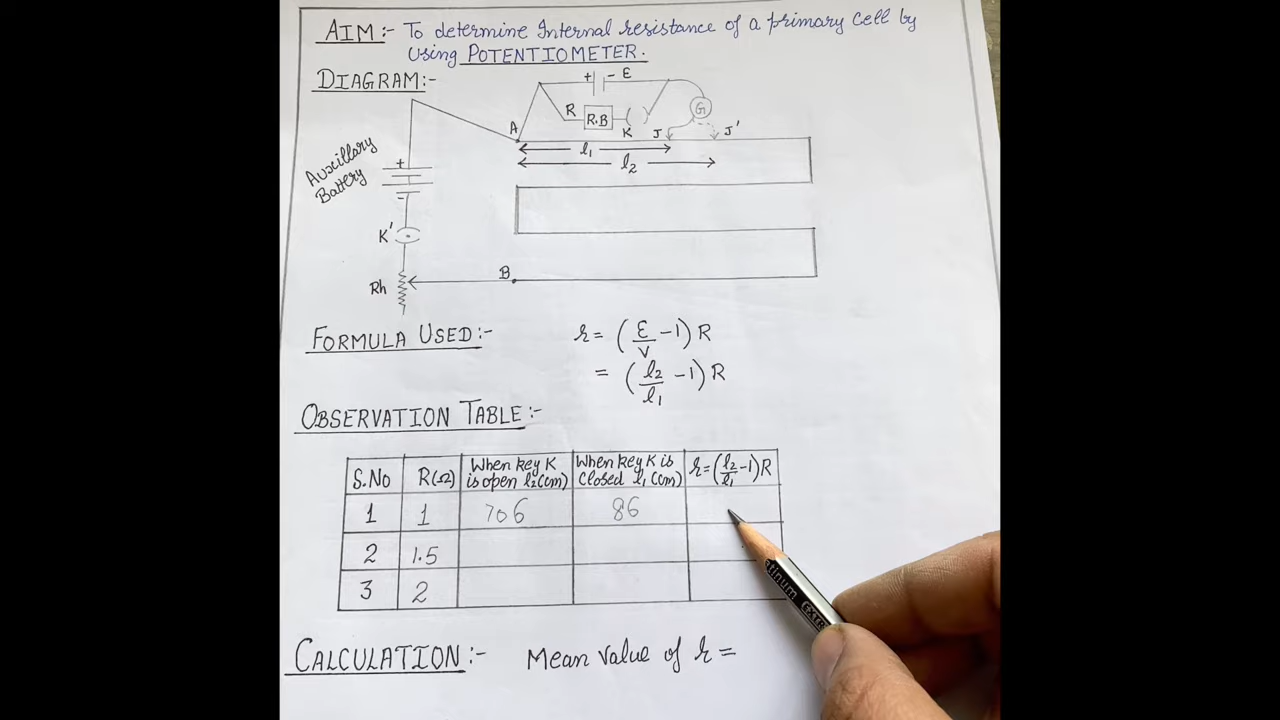 AIM:- To determine Internal resistance of a primary cell by
Using POTENTIOMETER.
DIAGRAM:-
+ - E
R R.B K J G J'
A
l₁
l₂
Auxillary
Battery
+
-
K'
Rh
B
FORMULA USED:- r = (E/V - 1) R
= (l₂/l₁ - 1) R
OBSERVATION TABLE:-
S.No R(Ω) When key K is open l₂(cm) When key K is closed l₁(cm) r=(l₂/l₁-1)R
1 1 706 86
2 1.5
3 2
CALCULATION:- Mean value of r =